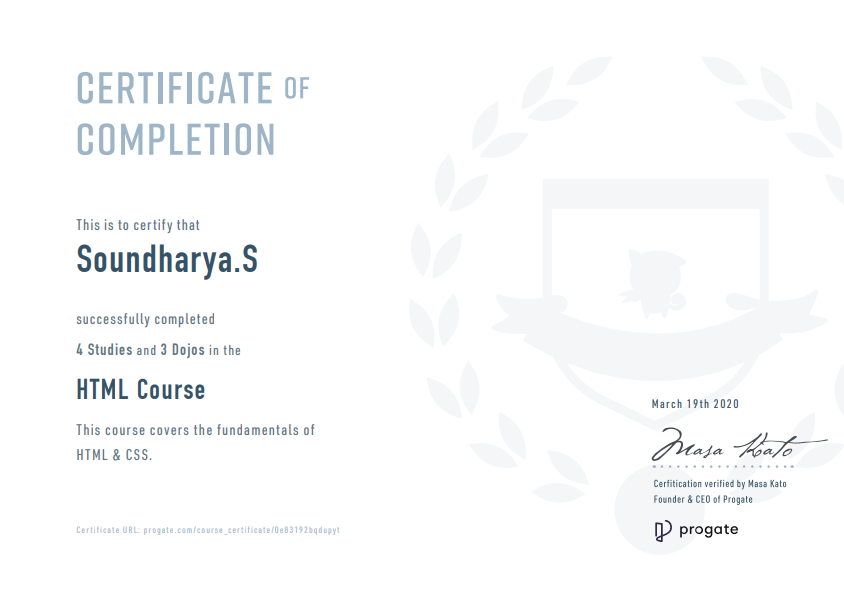 CERTIFICATE OF
COMPLETION
This is to certify that
Soundharya.S
successfully completed
4 Studies and 3 Dojos in the
HTML Course
This course covers the fundamentals of
HTML & CSS.
Certificate URL: progate.com/course_certificate/0e83192bqdupyt
March 19th 2020
Masa Kato
Cerfitication verified by Masa Kato
Founder & CEO of Progate
progate